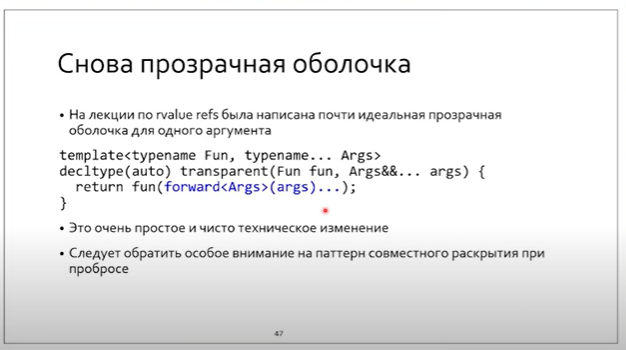 Снова прозрачная оболочка
• На лекции по rvalue refs была написана почти идеальная прозрачная
оболочка для одного аргумента
template<typename Fun, typename... Args>
decltype(auto) transparent(Fun fun, Args&&... args) {
return fun(forward<Args>(args)...);
}
• Это очень простое и чисто техническое изменение
• Следует обратить особое внимание на паттерн совместного раскрытия при
пробросе
47